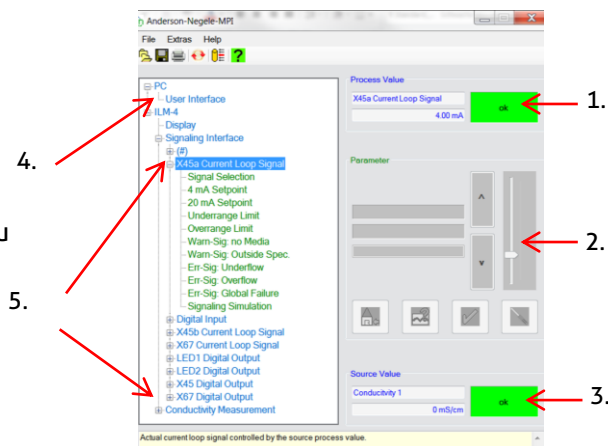 Anderson-Negele-MPI
File Extras Help
PC
User Interface
ILM-4
Display
Signaling Interface
(#)
X45a Current Loop Signal
Signal Selection
4 mA Setpoint
20 mA Setpoint
Underrange Limit
Overrange Limit
Warn-Sig: no Media
Warn-Sig: Outside Spec.
Err-Sig: Underflow
Err-Sig: Overflow
Err-Sig: Global Failure
Signaling Simulation
Digital Input
X45b Current Loop Signal
X67 Current Loop Signal
LED1 Digital Output
LED2 Digital Output
X45 Digital Output
X67 Digital Output
Conductivity Measurement
Process Value
X45a Current Loop Signal
4.00 mA
ok
Parameter
Source Value
Conducitvity 1
0 mS/cm
ok
Actual current loop signal controlled by the source process value.
1.
2.
3.
4.
5.